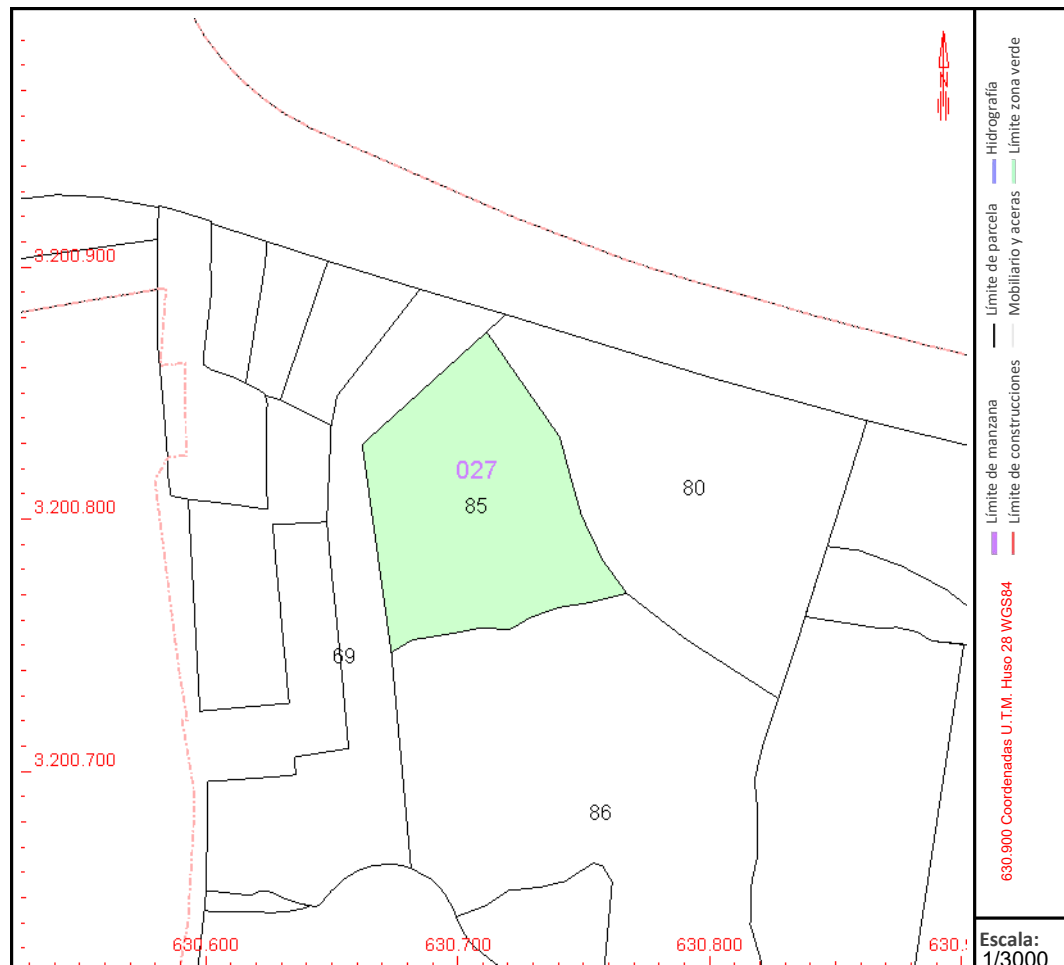 N
3.200.900
027
80
85
3.200.800
69
3.200.700
86
630.600
630.700
630.800
630.9
Límite de manzana
Límite de parcela
Hidrografía
Límite de construcciones
Mobiliario y aceras
Límite zona verde
630.900 Coordenadas U.T.M. Huso 28 WGS84
Escala:
1/3000